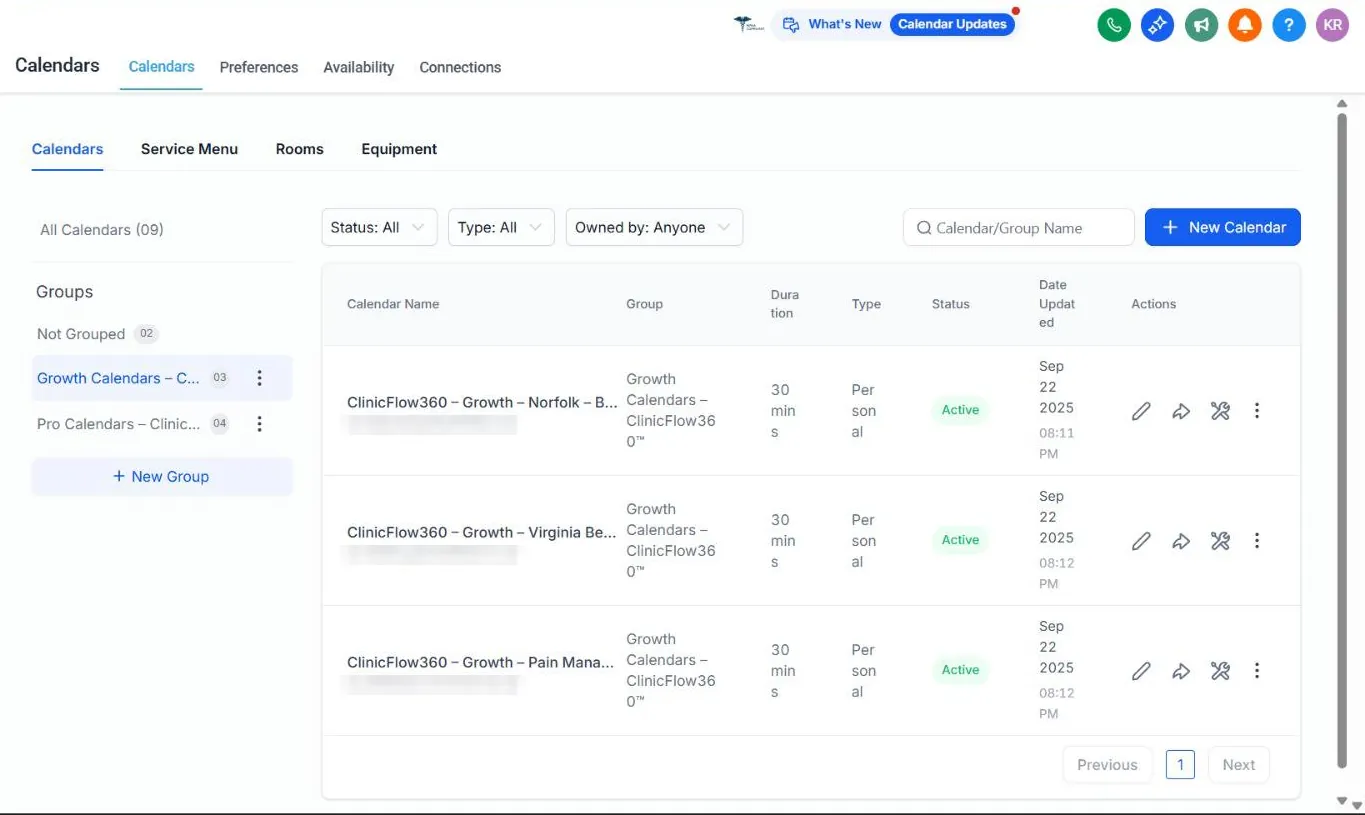 What's New Calendar Updates
KR
Calendars
Calendars Preferences Availability Connections
Calendars Service Menu Rooms Equipment
All Calendars (09)
Groups
Not Grouped 02
Growth Calendars – C... 03
Pro Calendars – Clinic... 04
+ New Group
Status: All Type: All Owned by: Anyone Calendar/Group Name + New Calendar
Calendar Name
Group
Dura
tion
Type
Status
Date
Updat
ed
Actions
ClinicFlow360 – Growth – Norfolk – B...
Growth
Calendars –
ClinicFlow36
0™
30
min
s
Per
son
al
Active
Sep
22
2025
08:11
PM
ClinicFlow360 – Growth – Virginia Be...
Growth
Calendars –
ClinicFlow36
0™
30
min
s
Per
son
al
Active
Sep
22
2025
08:12
PM
ClinicFlow360 – Growth – Pain Mana...
Growth
Calendars –
ClinicFlow36
0™
30
min
s
Per
son
al
Active
Sep
22
2025
08:12
PM
Previous 1 Next